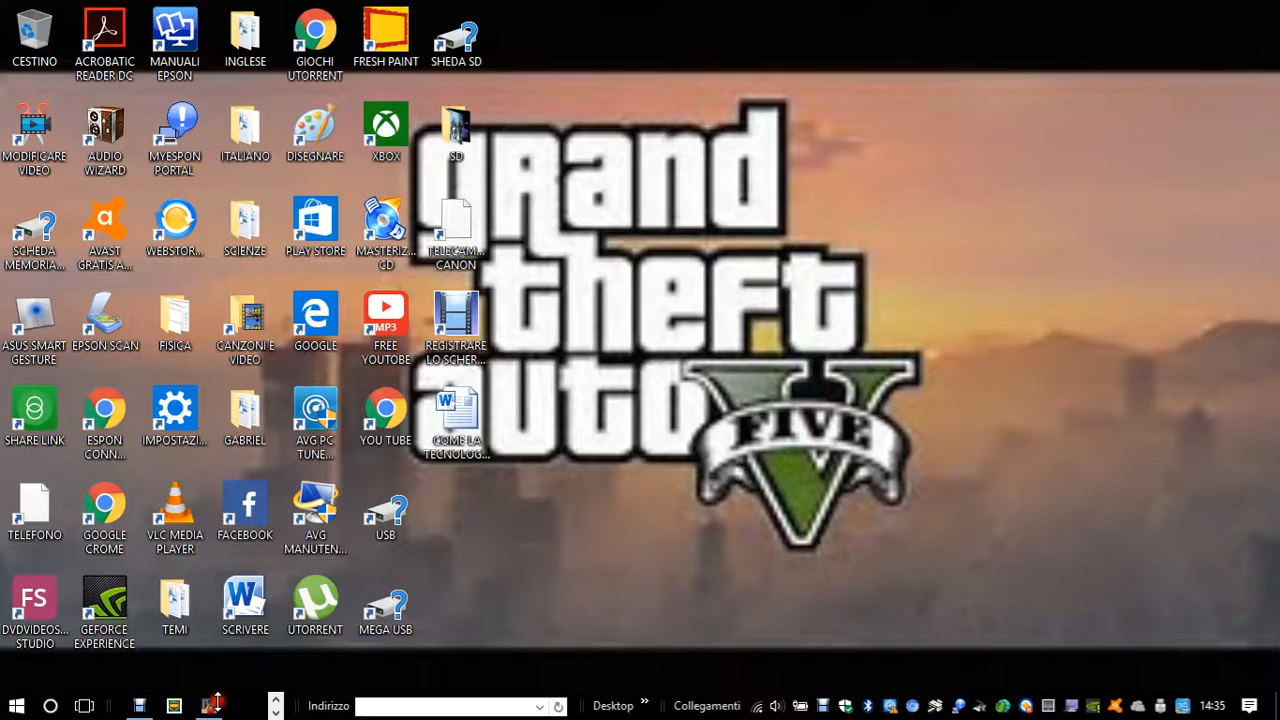 CESTINO
ACROBATIC
READER DC
MANUALI
EPSON
INGLESE
GIOCHI
UTORRENT
FRESH PAINT
SHEDA SD
MODIFICARE
VIDEO
AUDIO
WIZARD
MYESPON
PORTAL
ITALIANO
DISEGNARE
XBOX
SD
SCHEDA
MEMORIA...
AVAST
GRATIS A...
WEBSTOR...
SCIENZE
PLAY STORE
MASTERIZ...
CD
TELECAM...
CANON
ASUS SMART
GESTURE
EPSON SCAN
FISICA
CANZONI E
VIDEO
GOOGLE
MP3
FREE
YOUTOBE
REGISTRARE
LO SCHER...
SHARE LINK
ESPON
CONN...
IMPOSTAZI...
GABRIEL
AVG PC
TUNE...
YOU TUBE
COME LA
TECNOLOG...
TELEFONO
GOOGLE
CROME
VLC MEDIA
PLAYER
FACEBOOK
AVG
MANUTEN...
USB
FS
DVDVIDEOS...
STUDIO
GEFORCE
EXPERIENCE
TEMI
SCRIVERE
UTORRENT
MEGA USB
grand
theft
auto
V
FIVE
Indirizzo
Desktop
Collegamenti
14:35